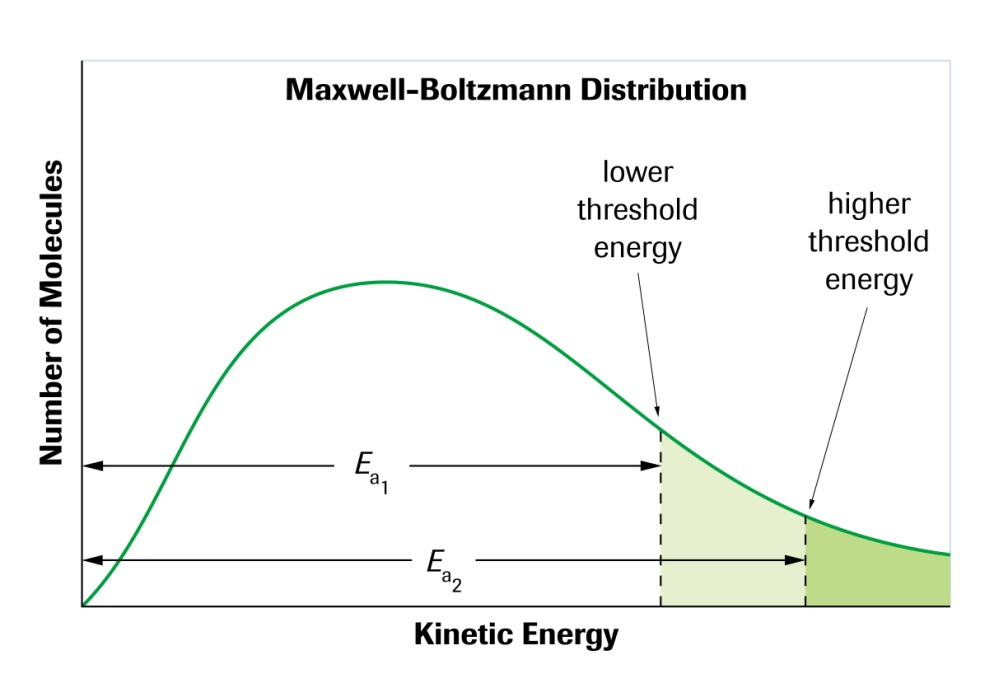 Maxwell-Boltzmann Distribution
Number of Molecules
lower
threshold
energy
higher
threshold
energy
Ea1
Ea2
Kinetic Energy